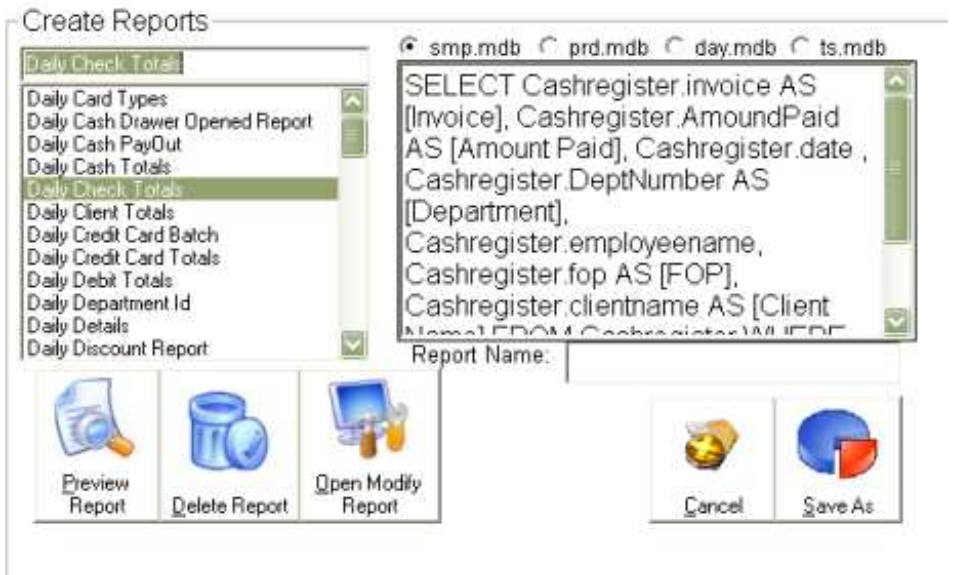 Create Reports
Daily Check Totals
Daily Card Types
Daily Cash Drawer Opened Report
Daily Cash PayOut
Daily Cash Totals
Daily Check Totals
Daily Client Totals
Daily Credit Card Batch
Daily Credit Card Totals
Daily Debit Totals
Daily Department Id
Daily Details
Daily Discount Report
smp.mdb prd.mdb day.mdb ts.mdb
SELECT Cashregister.invoice AS
[Invoice], Cashregister.AmoundPaid
AS [Amount Paid], Cashregister.date ,
Cashregister.DeptNumber AS
[Department],
Cashregister.employeename,
Cashregister.fop AS [FOP],
Cashregister.clientname AS [Client
Name] FROM Cashregister WHERE
Report Name:
Preview
Report
Delete Report
Open Modify
Report
Cancel
Save As